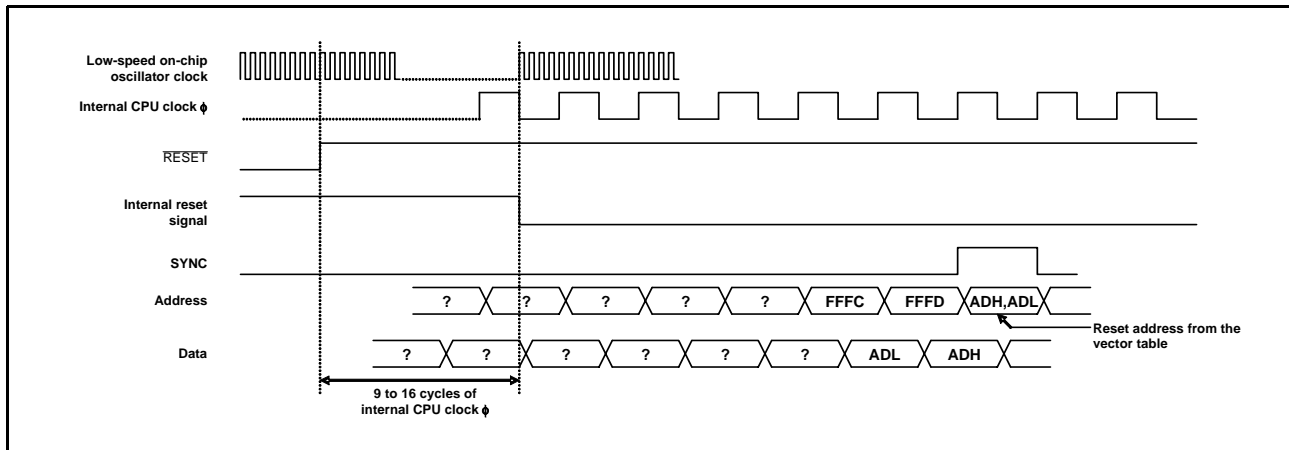 Low-speed on-chip
oscillator clock
Internal CPU clock ϕ
RESET
Internal reset
signal
SYNC
Address
? ? ? ? ? FFFC FFFD ADH,ADL
Reset address from the
vector table
Data
? ? ? ? ? ? ADL ADH
9 to 16 cycles of
internal CPU clock ϕ